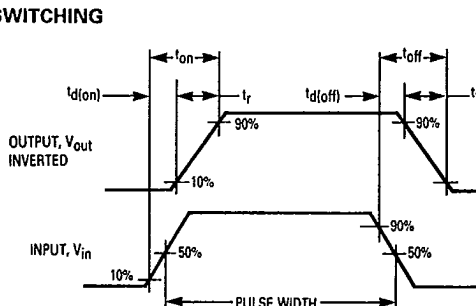 SWITCHING
ton
toff
td(on)
tr
td(off)
OUTPUT, Vout
INVERTED
90%
90%
10%
INPUT, Vin
90%
50%
50%
10%
PULSE WIDTH